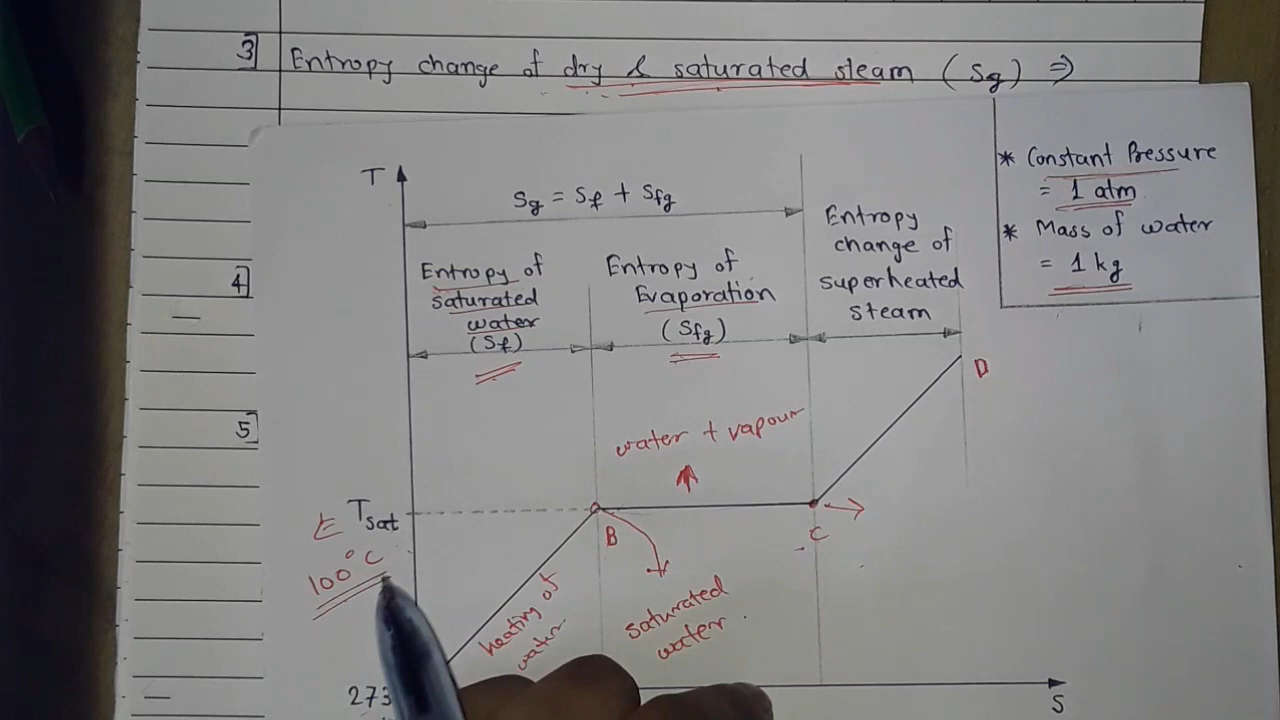 3] Entropy change of dry & saturated steam (Sg) ⇒
* Constant Pressure
= 1 atm
* Mass of water
= 1 kg
T
Sg = Sf + Sfg
Entropy of
saturated
water
(Sf)
Entropy of
Evaporation
(Sfg)
Entropy
change of
superheated
steam
4]
5]
D
water + vapour
Tsat
100°C
B
C
heating of
water
saturated
water.
273
S